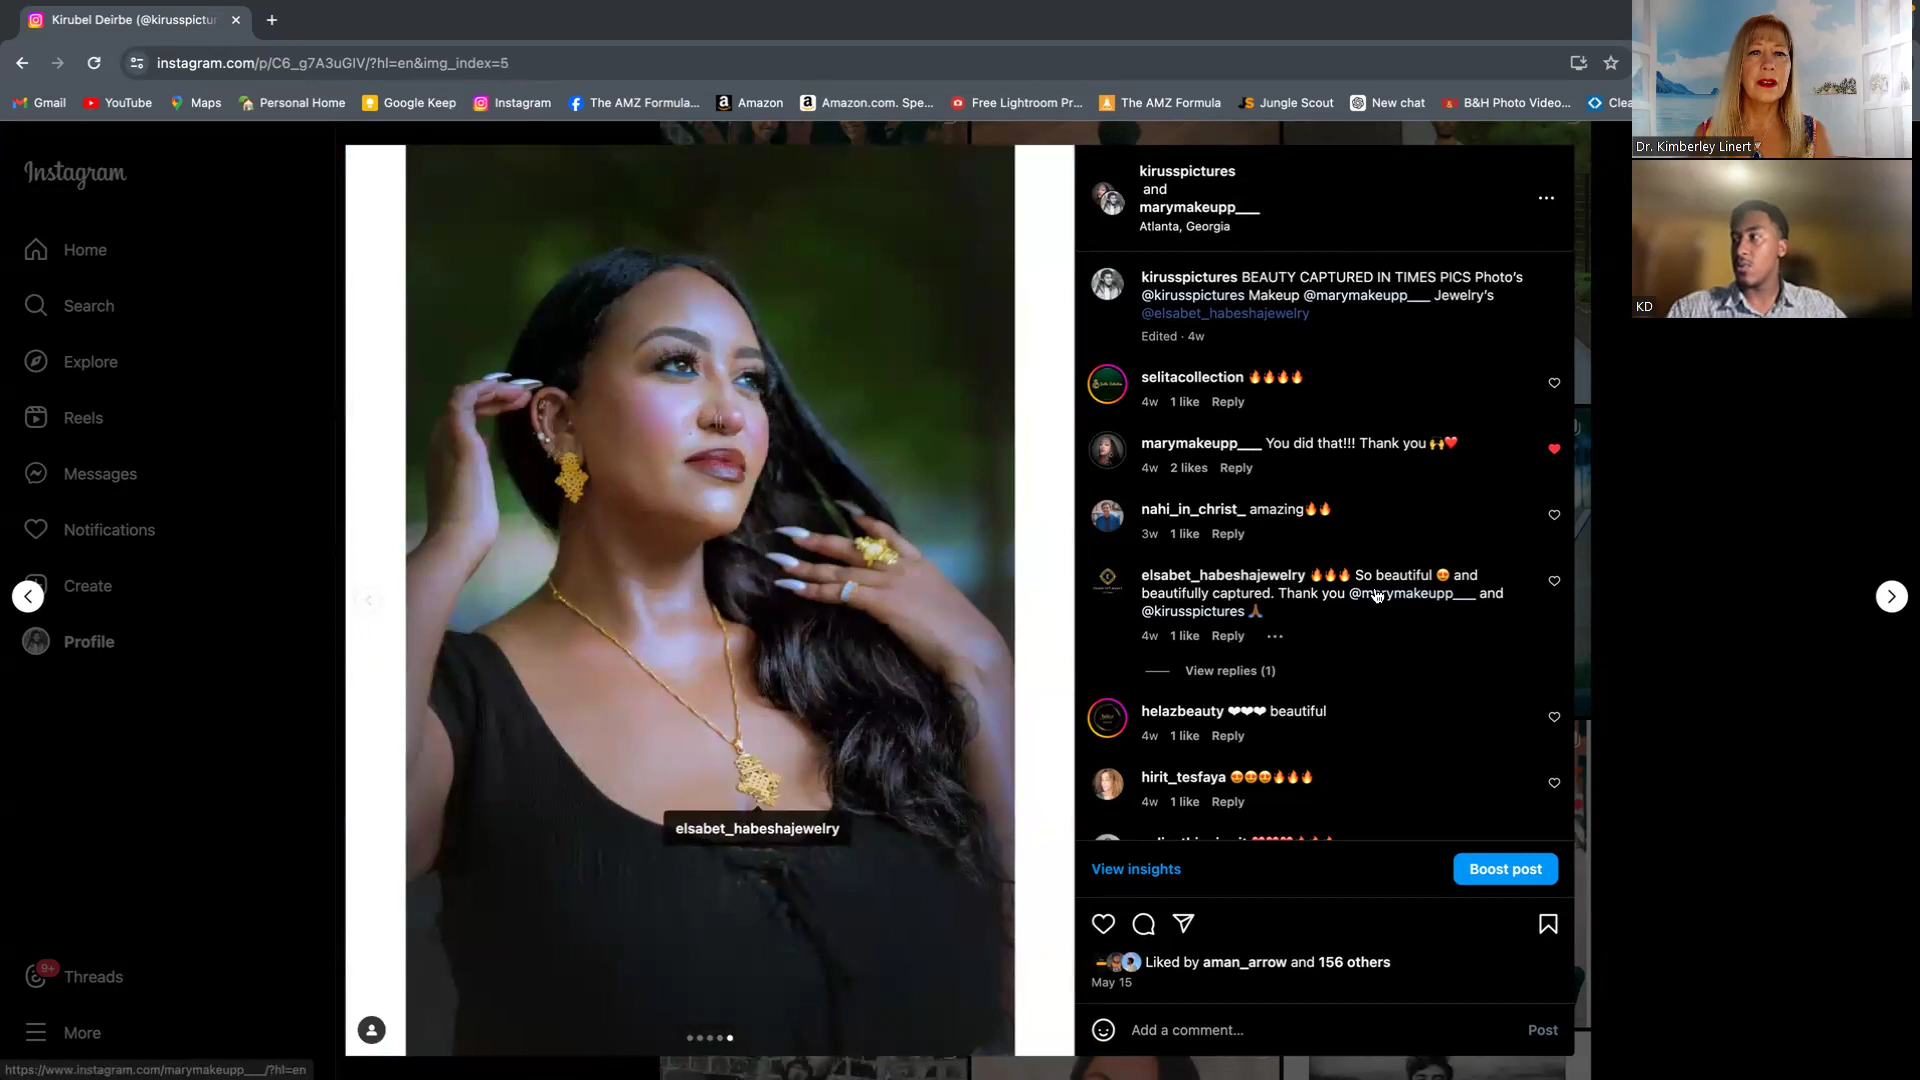 Kirubel Deirbe (@kirusspictur
instagram.com/p/C6_g7A3uGIV/?hl=en&img_index=5
Gmail
YouTube
Maps
Personal Home
Google Keep
Instagram
The AMZ Formula...
Amazon
Amazon.com. Spe...
Free Lightroom Pr...
The AMZ Formula
Jungle Scout
New chat
B&H Photo Video...
Clea
Dr. Kimberley Linert
KD
Instagram
Home
Search
Explore
Reels
Messages
Notifications
Create
Profile
9+
Threads
More
https://www.instagram.com/marymakeupp___/?hl=en
elsabet_habeshajewelry
kirusspictures
and
marymakeupp___
Atlanta, Georgia
kirusspictures BEAUTY CAPTURED IN TIMES PICS Photo's
@kirusspictures Makeup @marymakeupp___ Jewelry's
@elsabet_habeshajewelry
Edited · 4w
selitacollection 🔥🔥🔥🔥
4w 1 like Reply
marymakeupp___ You did that!!! Thank you 🙌❤️
4w 2 likes Reply
nahi_in_christ_ amazing🔥🔥
3w 1 like Reply
elsabet_habeshajewelry 🔥🔥🔥 So beautiful 😍 and
beautifully captured. Thank you @marymakeupp___ and
@kirusspictures 🙏🏾
4w 1 like Reply
View replies (1)
helazbeauty ❤❤❤ beautiful
4w 1 like Reply
hirit_tesfaya 😍😍😍🔥🔥🔥
4w 1 like Reply
View insights
Boost post
Liked by aman_arrow and 156 others
May 15
Add a comment...
Post